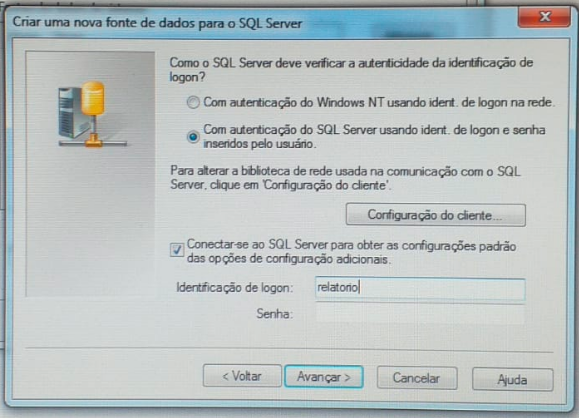 Criar uma nova fonte de dados para o SQL Server
Como o SQL Server deve verificar a autenticidade da identificação de
logon?
Com autenticação do Windows NT usando ident. de logon na rede.
Com autenticação do SQL Server usando ident. de logon e senha
inseridos pelo usuário.
Para alterar a biblioteca de rede usada na comunicação com o SQL
Server, clique em 'Configuração do cliente'.
Configuração do cliente...
Conectar-se ao SQL Server para obter as configurações padrão
das opções de configuração adicionais.
Identificação de logon: relatorio
Senha:
< Voltar Avançar > Cancelar Ajuda